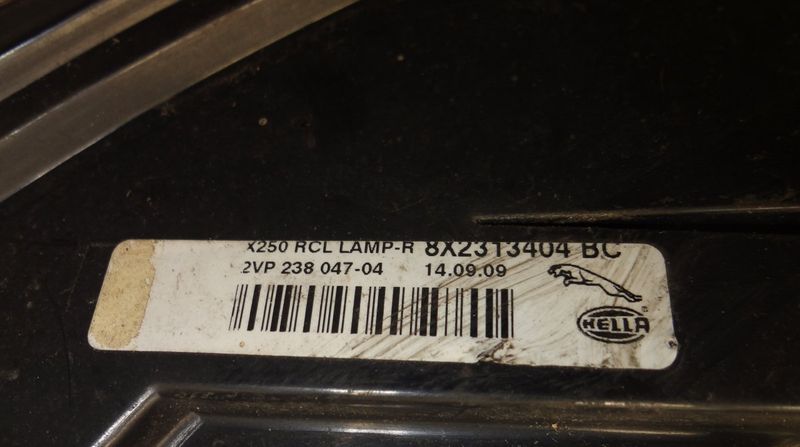 X250 RCL LAMP-R 8X2313404 BC
2VP 238 047-04 14.09.09
HELLA